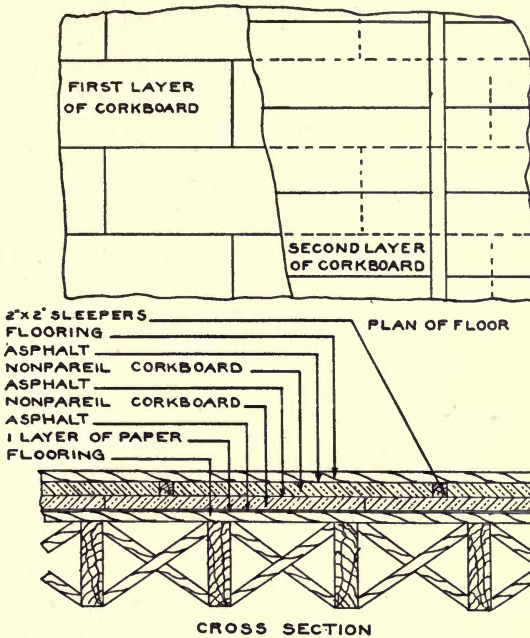 FIRST LAYER
OF CORKBOARD
SECOND LAYER
OF CORKBOARD
PLAN OF FLOOR
2"x2" SLEEPERS
FLOORING
ASPHALT
NONPAREIL CORKBOARD
ASPHALT
NONPAREIL CORKBOARD
ASPHALT
1 LAYER OF PAPER
FLOORING
CROSS SECTION